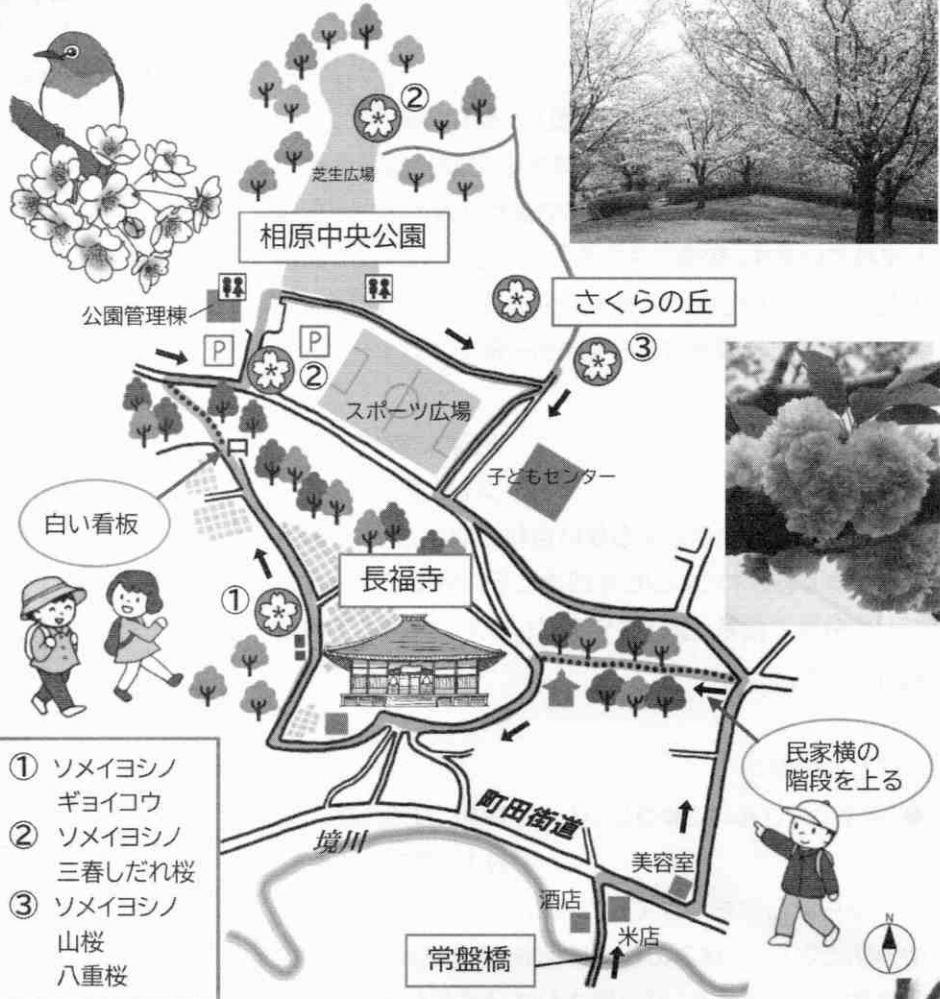 ②
芝生広場
相原中央公園
公園管理棟
さくらの丘
P
P
②
③
スポーツ広場
子どもセンター
白い看板
長福寺
①
民家横の
階段を上る
① ソメイヨシノ
ギョイコウ
② ソメイヨシノ
三春しだれ桜
③ ソメイヨシノ
山桜
八重桜
境川
町田街道
美容室
酒店
米店
常盤橋
N